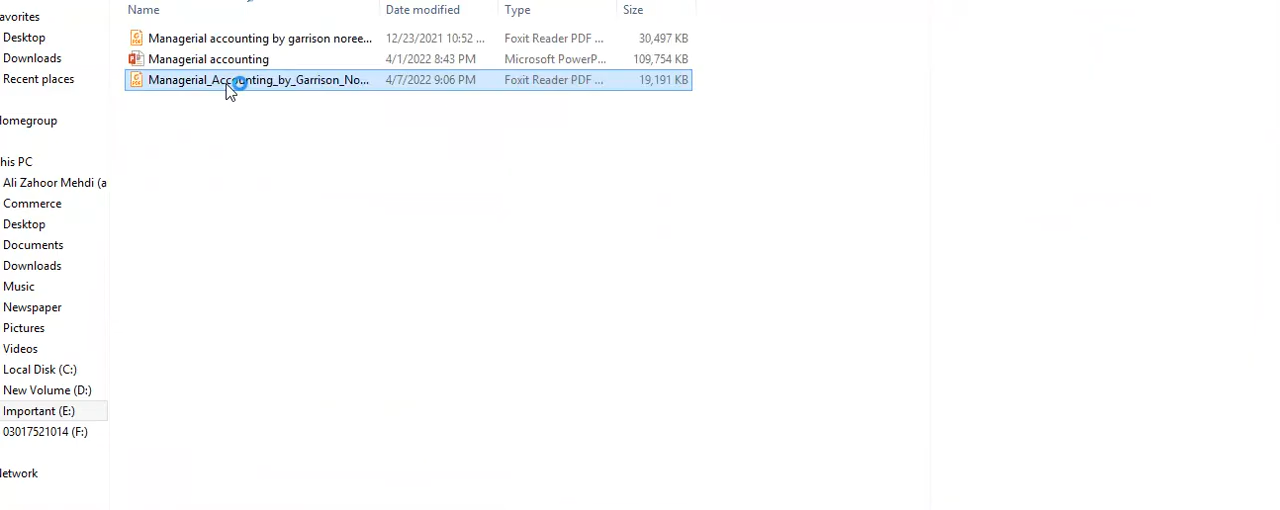 Name Date modified Type Size
avorites
Desktop
Downloads
Recent places
omegroup
his PC
Ali Zahoor Mehdi (a
Commerce
Desktop
Documents
Downloads
Music
Newspaper
Pictures
Videos
Local Disk (C:)
New Volume (D:)
Important (E:)
03017521014 (F:)
etwork
Managerial accounting by garrison noree... 12/23/2021 10:52 ... Foxit Reader PDF ... 30,497 KB
Managerial accounting 4/1/2022 8:43 PM Microsoft PowerP... 109,754 KB
Managerial_Accounting_by_Garrison_No... 4/7/2022 9:06 PM Foxit Reader PDF ... 19,191 KB